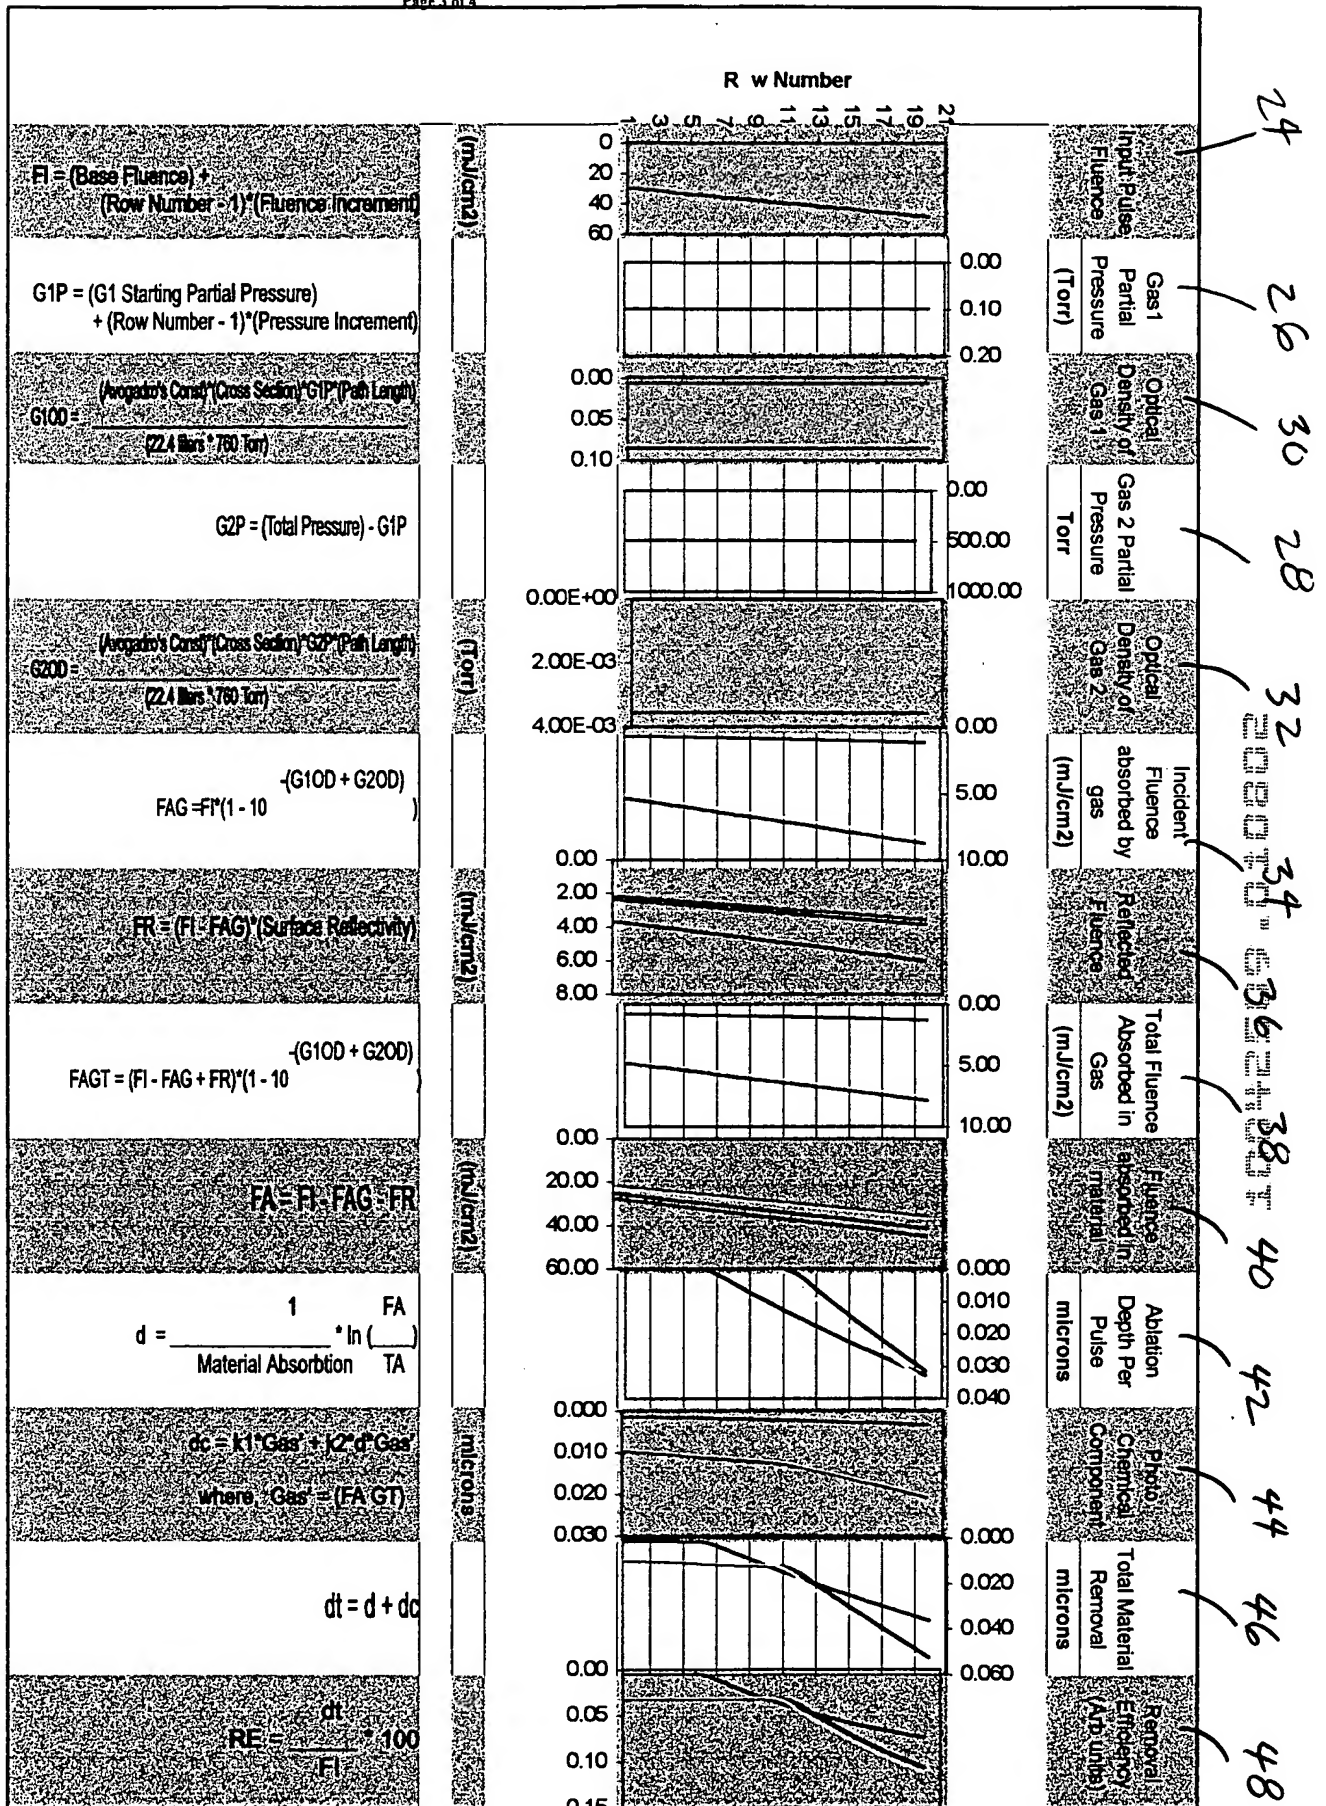 Page 3 of 4
R w Number
1 3 5 7 9 11 13 15 17 19 21
24
Input Pulse
Fluence
(mJ/cm2)
0
20
40
60
FI = (Base Fluence) +
(Row Number - 1)*(Fluence Increment)
26
Gas1
Partial
Pressure
(Torr)
0.00
0.10
0.20
G1P = (G1 Starting Partial Pressure)
+ (Row Number - 1)*(Pressure Increment)
30
Optical
Density of
Gas 1
0.00
0.05
0.10
G1OD =
(Avogadro's Const)*(Cross Section)*G1P*(Path Length)
(22.4 liters * 760 Torr)
28
Gas 2 Partial
Pressure
Torr
0.00
500.00
1000.00
G2P = (Total Pressure) - G1P
32
Optical
Density of
Gas 2
(Torr)
0.00E+00
2.00E-03
4.00E-03
G2OD =
(Avogadro's Const)*(Cross Section)*G2P*(Path Length)
(22.4 liters * 760 Torr)
34
Incident
Fluence
absorbed by
gas
(mJ/cm2)
0.00
5.00
10.00
-(G1OD + G2OD)
FAG =FI*(1 - 10 )
36
Reflected
Fluence
(mJ/cm2)
0.00
2.00
4.00
6.00
8.00
FR = (FI - FAG)*(Surface Reflectivity)
38
Total Fluence
Absorbed in
Gas
(mJ/cm2)
0.00
5.00
10.00
-(G1OD + G2OD)
FAGT = (FI - FAG + FR)*(1 - 10 )
40
Fluence
absorbed in
material
(mJ/cm2)
0.00
20.00
40.00
60.00
FA = FI - FAG - FR
42
Ablation
Depth Per
Pulse
microns
0.000
0.010
0.020
0.030
0.040
1 FA
d = * ln ( )
Material Absorbtion TA
44
Photo
Chemical
Component
microns
0.000
0.010
0.020
0.030
dc = k1*Gas' + k2*d*Gas'
where, 'Gas' = (FA GT)
46
Total Material
Removal
microns
0.000
0.020
0.040
0.060
dt = d + dc
48
Removal
Efficiency
(Arb units)
0.00
0.05
0.10
0.15
dt
RE = * 100
FI